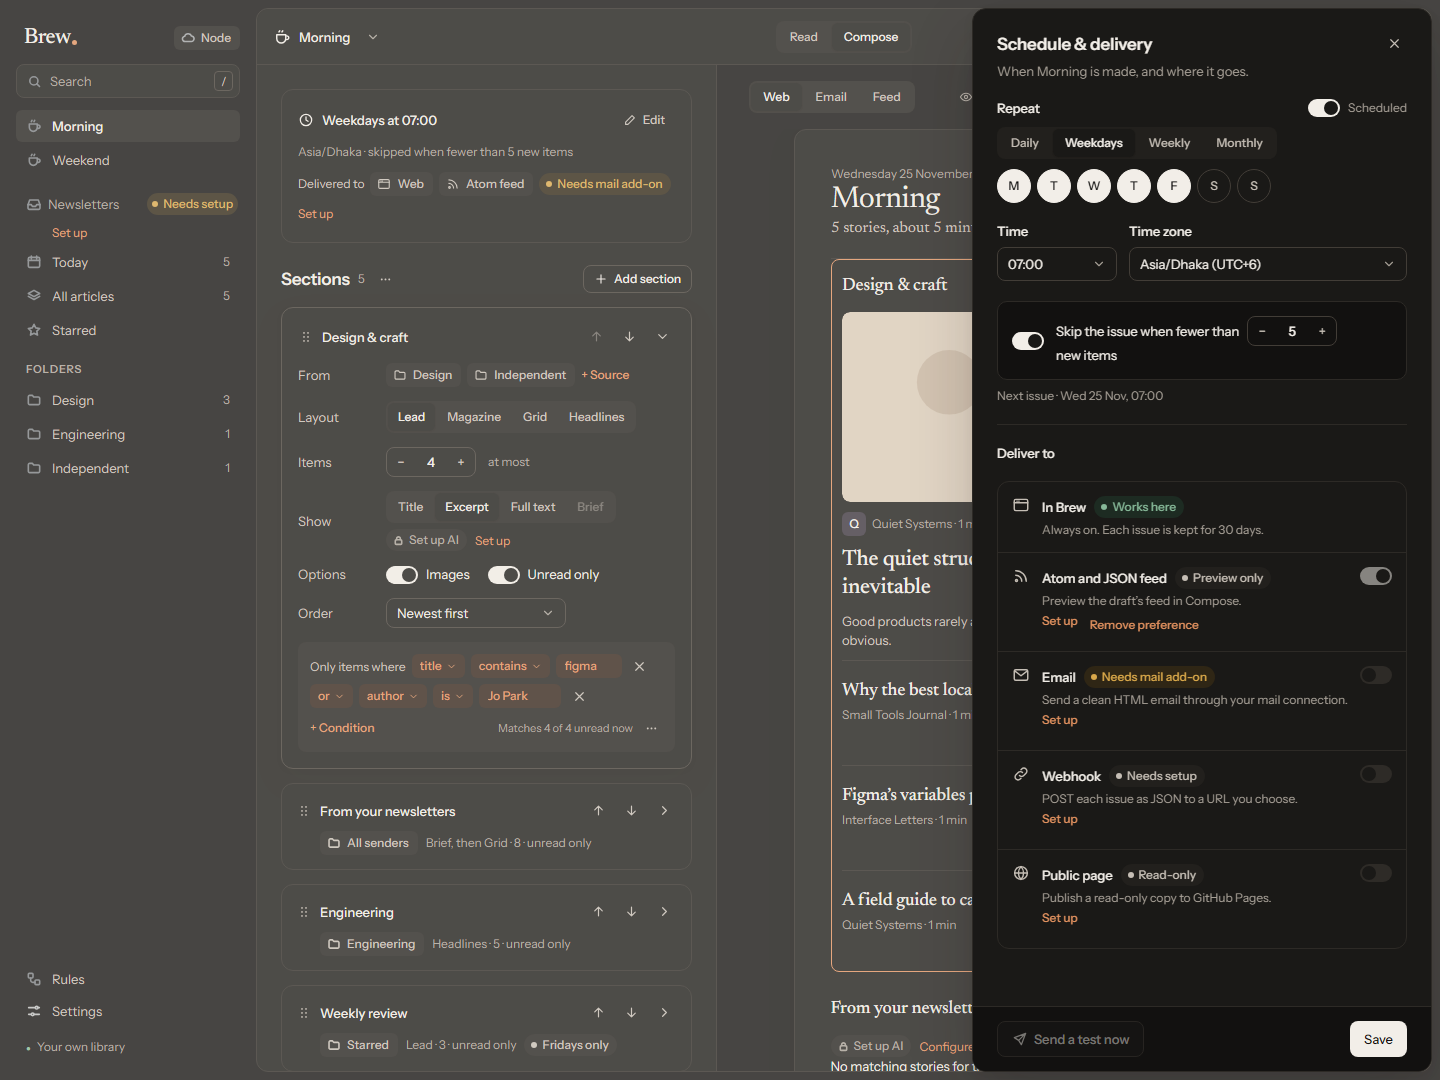 Brew.
Node
Search
/
Morning
Weekend
Newsletters
Needs setup
Set up
Today
5
All articles
5
Starred
FOLDERS
Design
3
Engineering
1
Independent
1
Rules
Settings
Your own library
Morning
Read
Compose
Weekdays at 07:00
Edit
Asia/Dhaka · skipped when fewer than 5 new items
Delivered to
Web
Atom feed
Needs mail add-on
Set up
Sections 5
Add section
Design & craft
From
Design
Independent
+ Source
Layout
Lead
Magazine
Grid
Headlines
Items
− 4 +
at most
Show
Title
Excerpt
Full text
Brief
Set up AI
Set up
Options
Images
Unread only
Order
Newest first
Only items where
title
contains
figma
or
author
is
Jo Park
+ Condition
Matches 4 of 4 unread now
From your newsletters
All senders
Brief, then Grid · 8 · unread only
Engineering
Engineering
Headlines · 5 · unread only
Weekly review
Starred
Lead · 3 · unread only
Fridays only
Web
Email
Feed
Wednesday 25 November
Morning
5 stories, about 5 min
Design & craft
Q
Quiet Systems · 1 m
The quiet stru
inevitable
Good products rarely
obvious.
Why the best loca
Small Tools Journal · 1 m
Figma's variables
Interface Letters · 1 min
A field guide to ca
Quiet Systems · 1 min
From your newslett
Set up AI
Configure
No matching stories for t
Schedule & delivery
When Morning is made, and where it goes.
Repeat
Scheduled
Daily
Weekdays
Weekly
Monthly
M T W T F S S
Time
Time zone
07:00
Asia/Dhaka (UTC+6)
Skip the issue when fewer than
− 5 +
new items
Next issue · Wed 25 Nov, 07:00
Deliver to
In Brew
Works here
Always on. Each issue is kept for 30 days.
Atom and JSON feed
Preview only
Preview the draft's feed in Compose.
Set up
Remove preference
Email
Needs mail add-on
Send a clean HTML email through your mail connection.
Set up
Webhook
Needs setup
POST each issue as JSON to a URL you choose.
Set up
Public page
Read-only
Publish a read-only copy to GitHub Pages.
Set up
Send a test now
Save